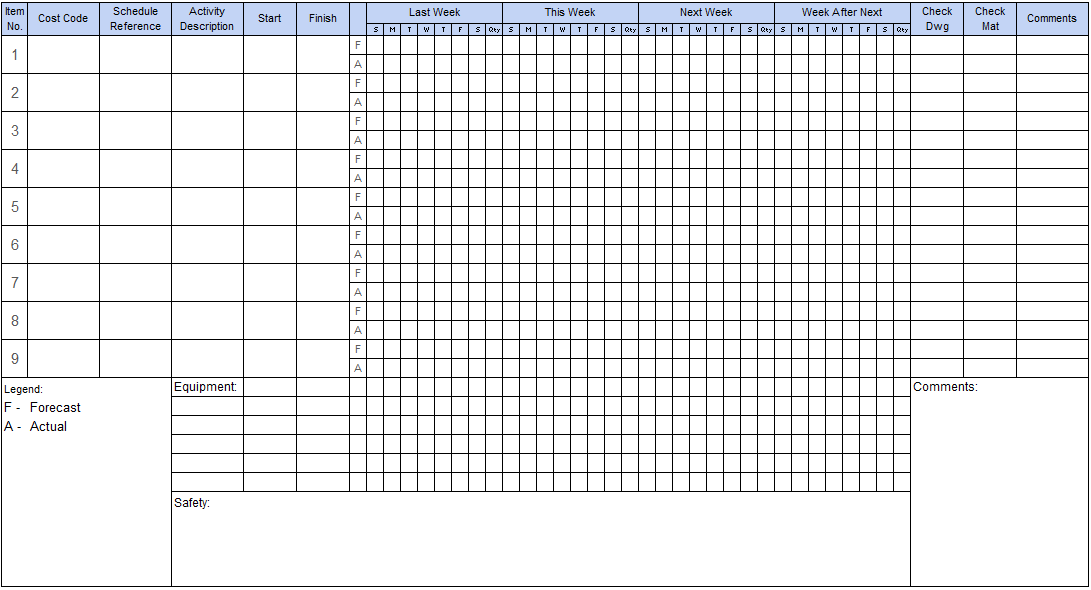 Item No. Cost Code Schedule Reference Activity Description Start Finish Last Week This Week Next Week Week After Next Check Dwg Check Mat Comments
S M T W T F S Qty S M T W T F S Qty S M T W T F S Qty S M T W T F S Qty
1 F
A
2 F
A
3 F
A
4 F
A
5 F
A
6 F
A
7 F
A
8 F
A
9 F
A
Legend:
F - Forecast
A - Actual
Equipment:
Safety:
Comments: